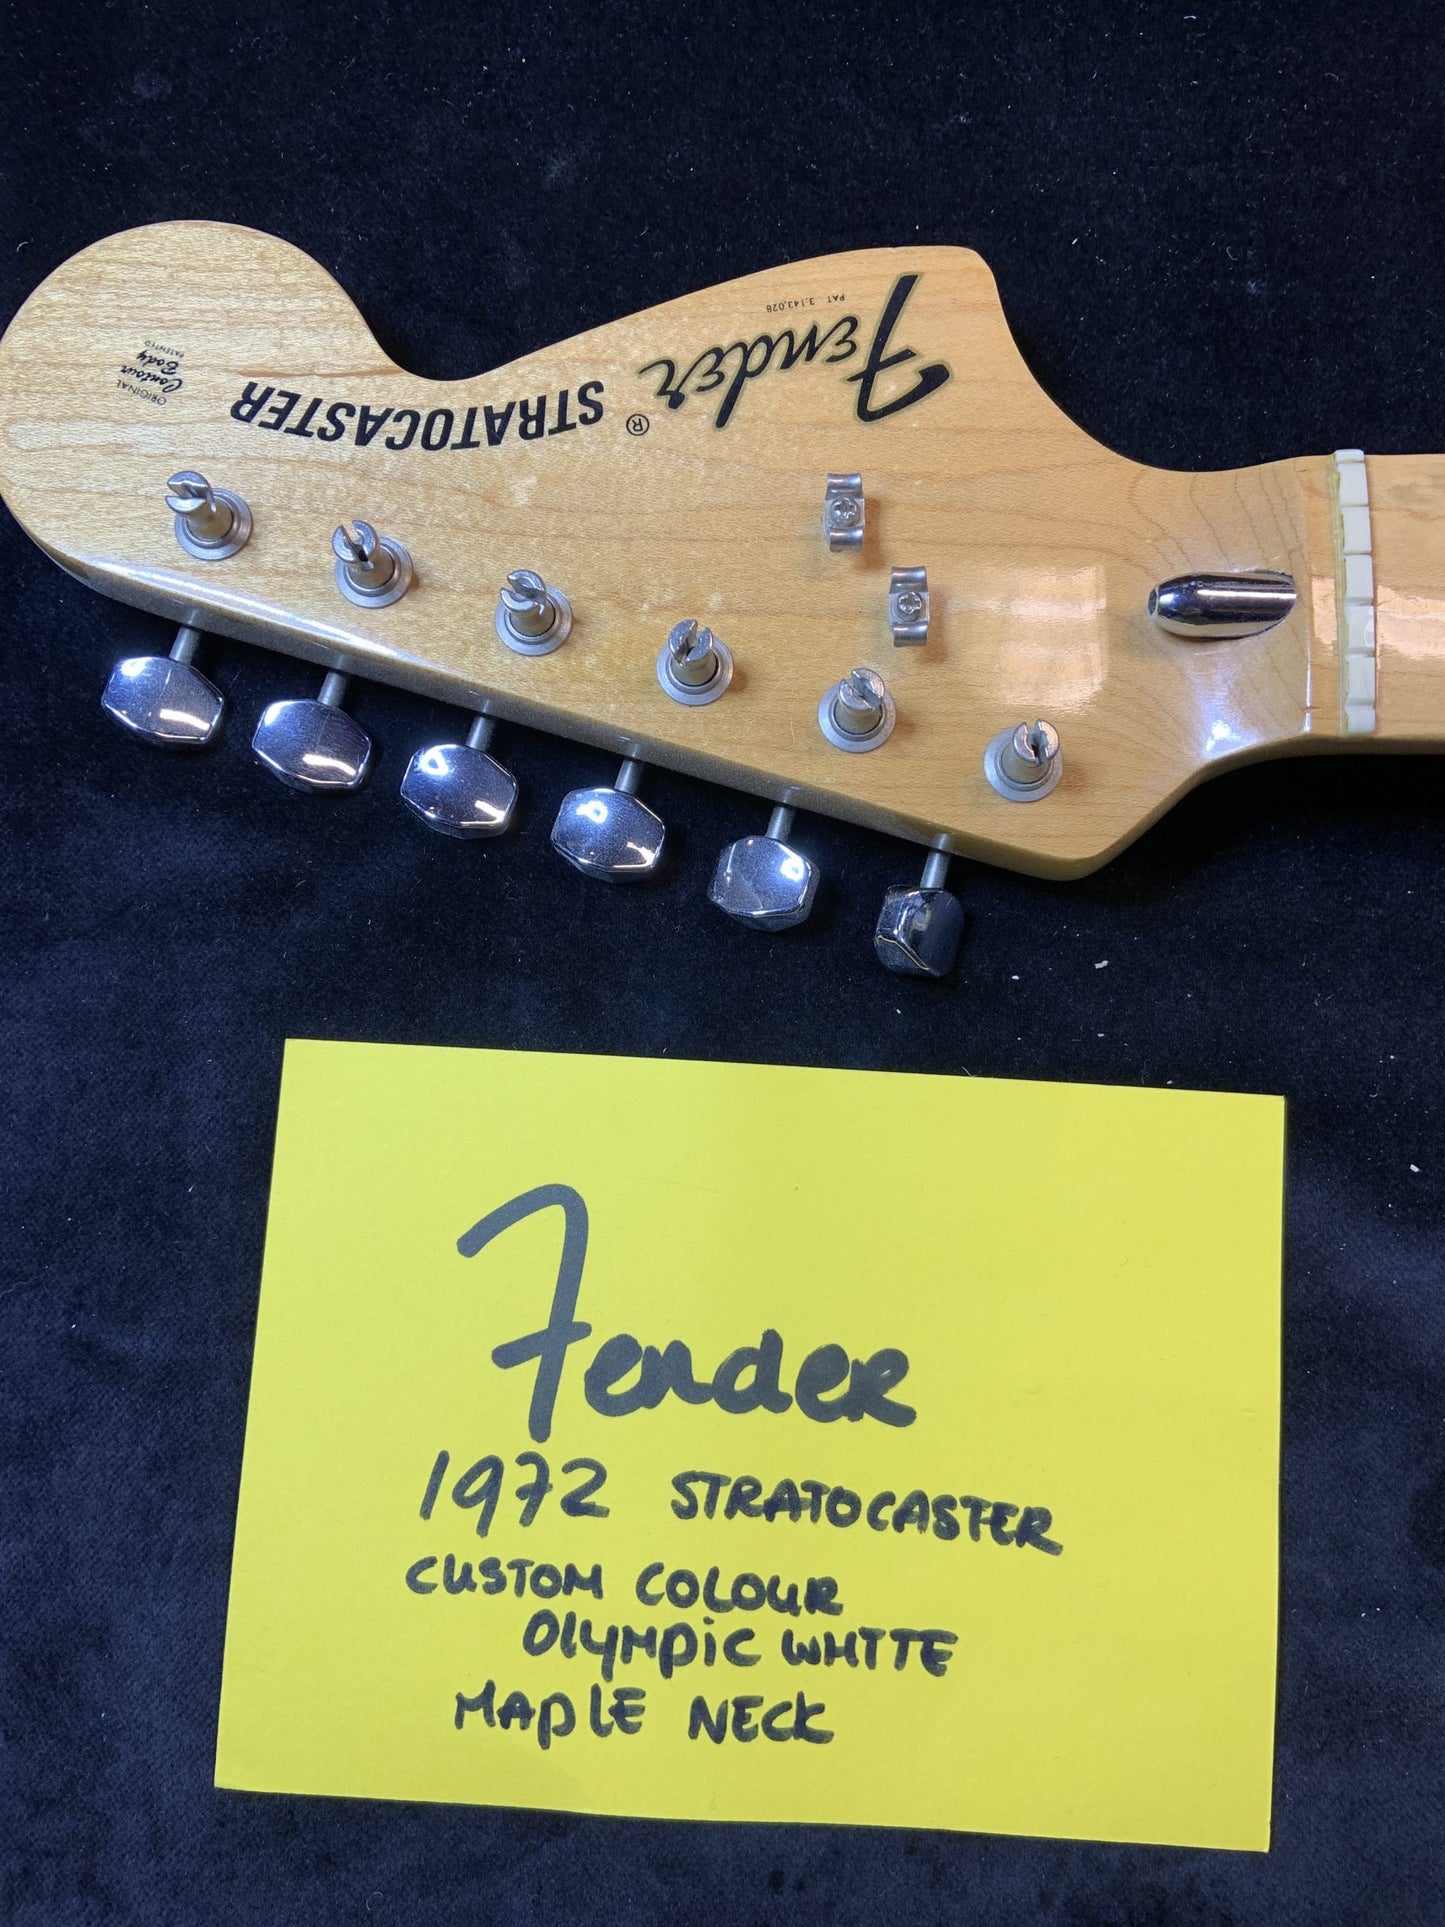 Fender
PAT 3,143,028
® STRATOCASTER
ORIGINAL
Contour
Body
PATENTED
Fender
1972 STRATOCASTER
CUSTOM COLOUR
OLYMPIC WHITE
MAPLE NECK